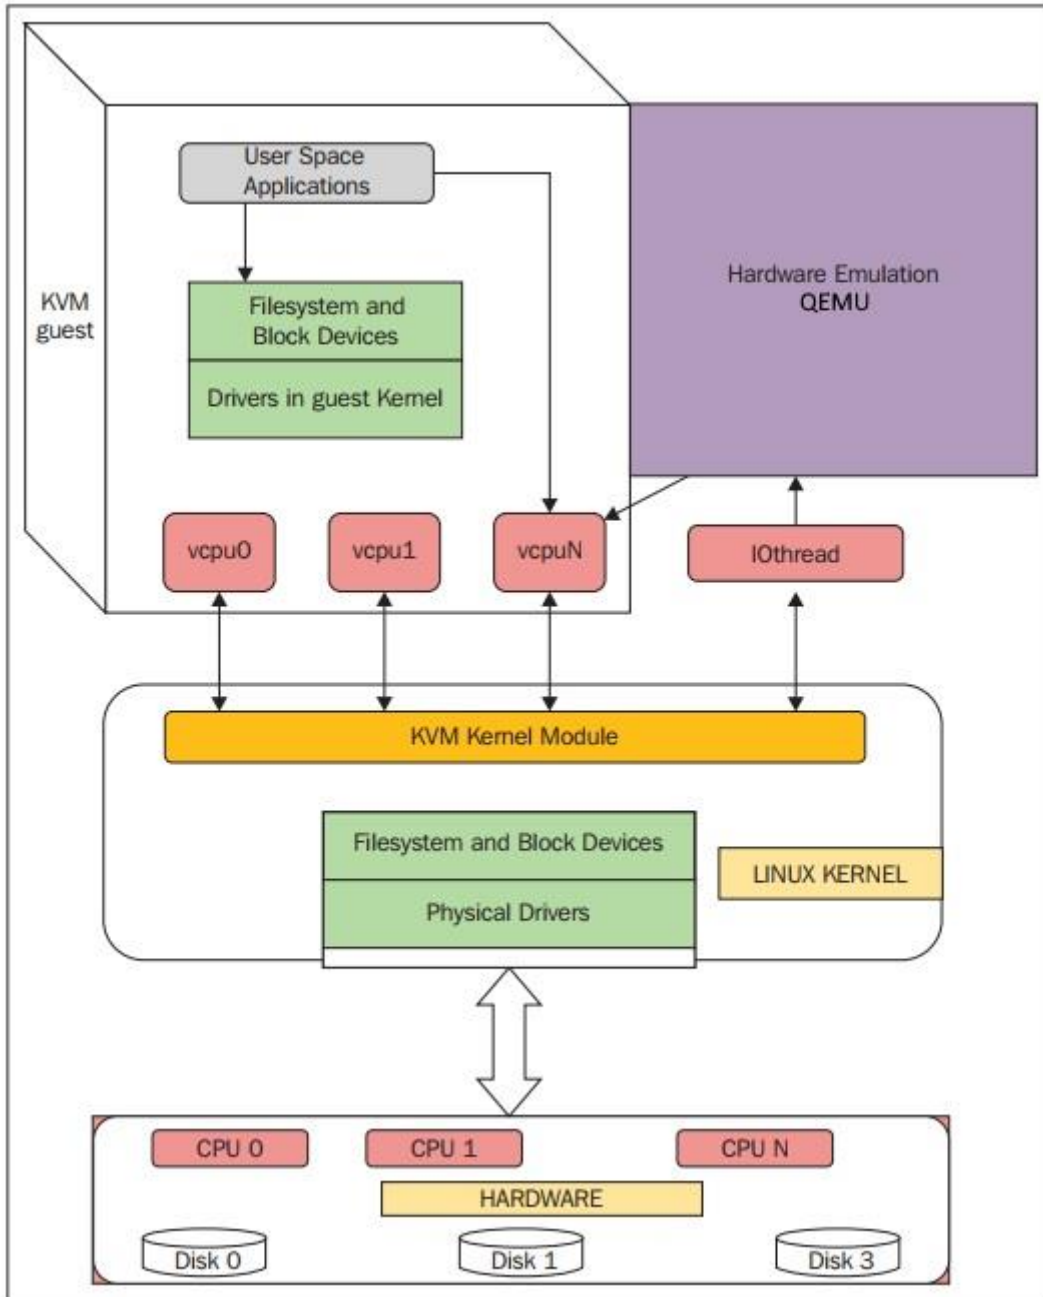 User Space
Applications
Hardware Emulation
QEMU
KVM
guest
Filesystem and
Block Devices
Drivers in guest Kernel
vcpu0
vcpu1
vcpuN
IOthread
KVM Kernel Module
Filesystem and Block Devices
LINUX KERNEL
Physical Drivers
CPU 0
CPU 1
CPU N
HARDWARE
Disk 0
Disk 1
Disk 3